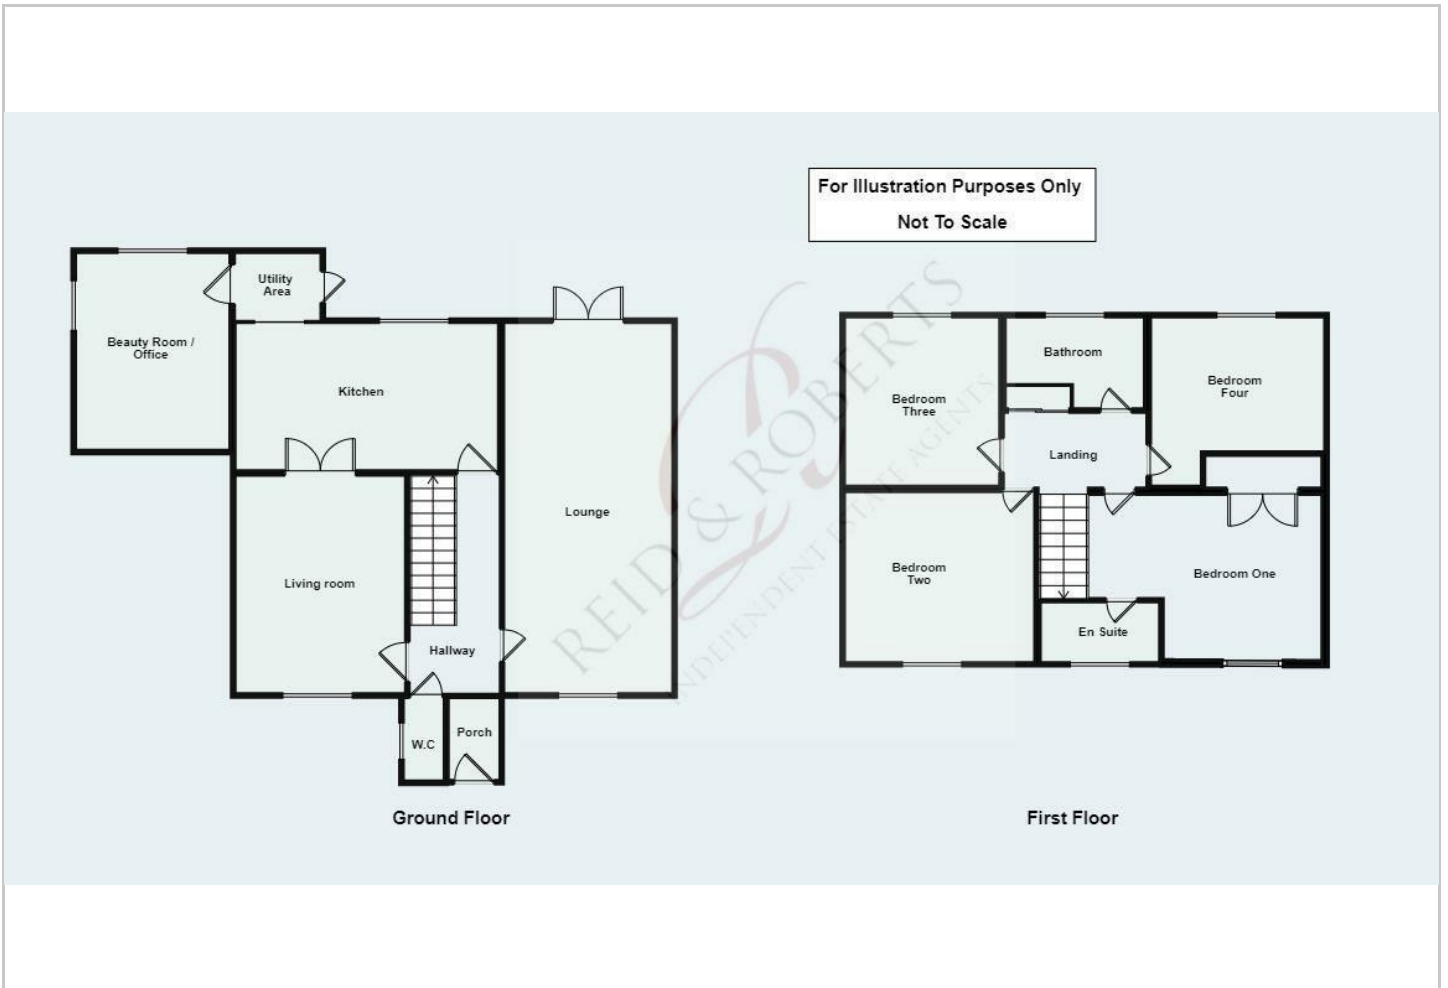 For Illustration Purposes Only
Not To Scale
Utility
Area
Beauty Room /
Office
Kitchen
Lounge
Living room
Hallway
W.C
Porch
Ground Floor
Bathroom
Bedroom
Three
Bedroom
Four
Landing
Bedroom
Two
Bedroom One
En Suite
First Floor
REID & ROBERTS
INDEPENDENT ESTATE AGENTS